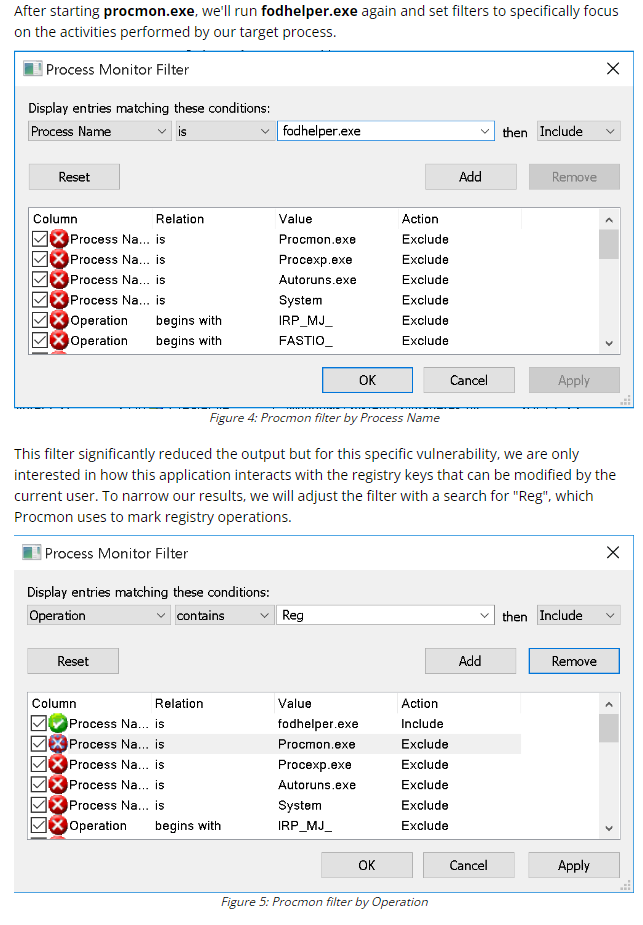 After starting procmon.exe, we'll run fodhelper.exe again and set filters to specifically focus
on the activities performed by our target process.
Process Monitor Filter
Display entries matching these conditions:
Process Name is fodhelper.exe then Include
Reset Add Remove
Column Relation Value Action
Process Na... is Procmon.exe Exclude
Process Na... is Procexp.exe Exclude
Process Na... is Autoruns.exe Exclude
Process Na... is System Exclude
Operation begins with IRP_MJ_ Exclude
Operation begins with FASTIO_ Exclude
OK Cancel Apply
Figure 4: Procmon filter by Process Name
This filter significantly reduced the output but for this specific vulnerability, we are only
interested in how this application interacts with the registry keys that can be modified by the
current user. To narrow our results, we will adjust the filter with a search for "Reg", which
Procmon uses to mark registry operations.
Process Monitor Filter
Display entries matching these conditions:
Operation contains Reg then Include
Reset Add Remove
Column Relation Value Action
Process Na... is fodhelper.exe Include
Process Na... is Procmon.exe Exclude
Process Na... is Procexp.exe Exclude
Process Na... is Autoruns.exe Exclude
Process Na... is System Exclude
Operation begins with IRP_MJ_ Exclude
OK Cancel Apply
Figure 5: Procmon filter by Operation